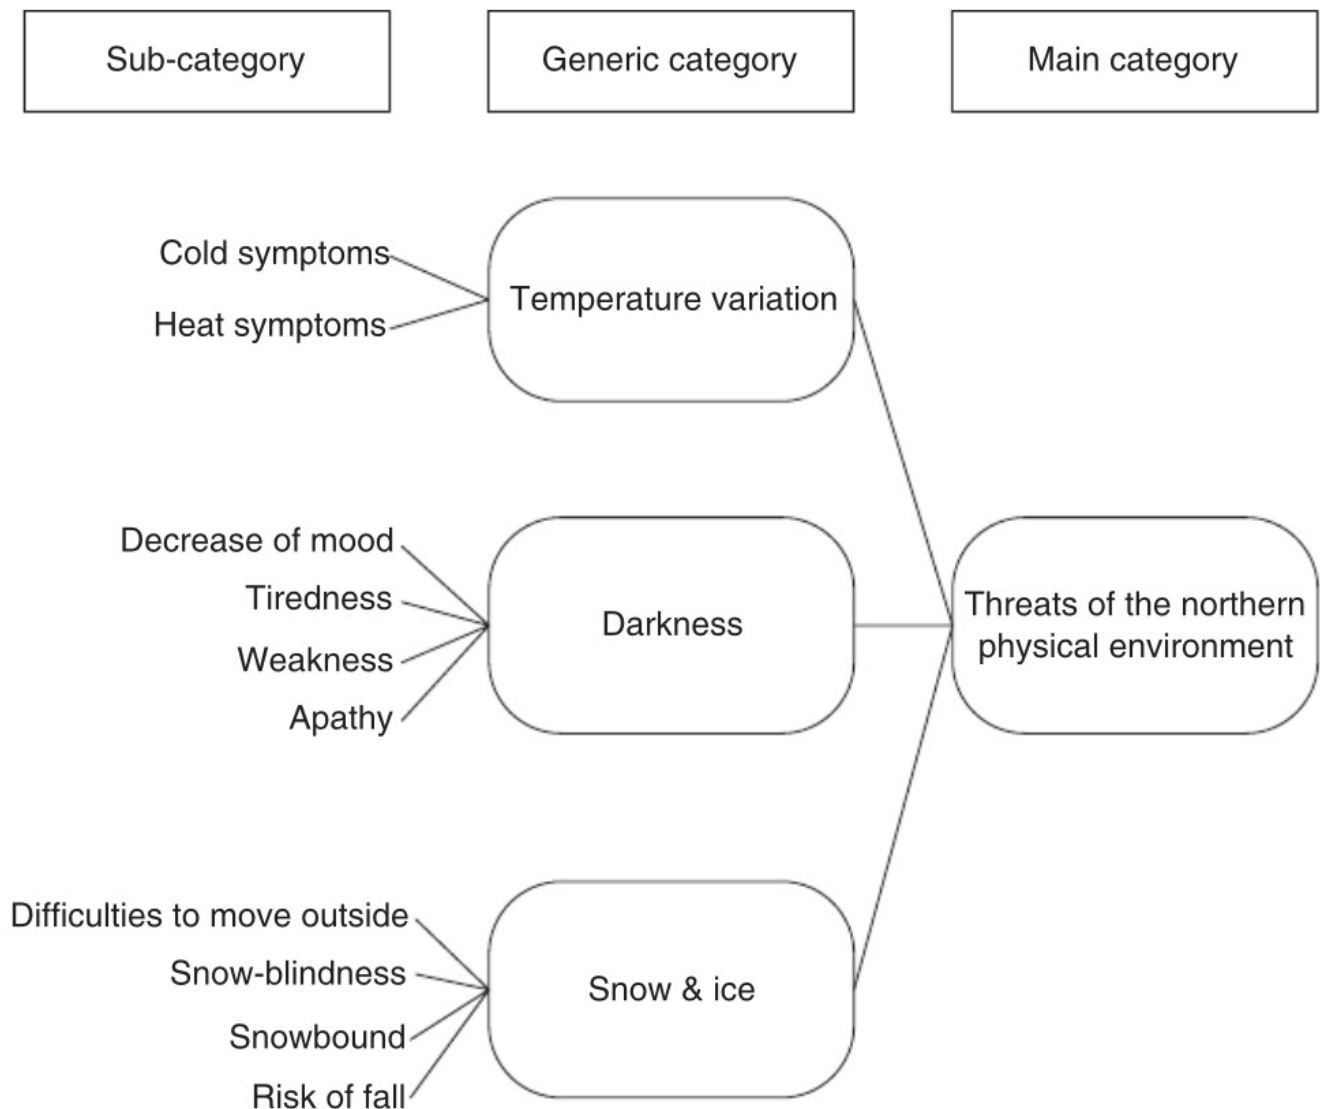 Sub-category
Generic category
Main category
Cold symptoms
Heat symptoms
Temperature variation
Decrease of mood
Tiredness
Weakness
Apathy
Darkness
Threats of the northern
physical environment
Difficulties to move outside
Snow-blindness
Snowbound
Risk of fall
Snow & ice